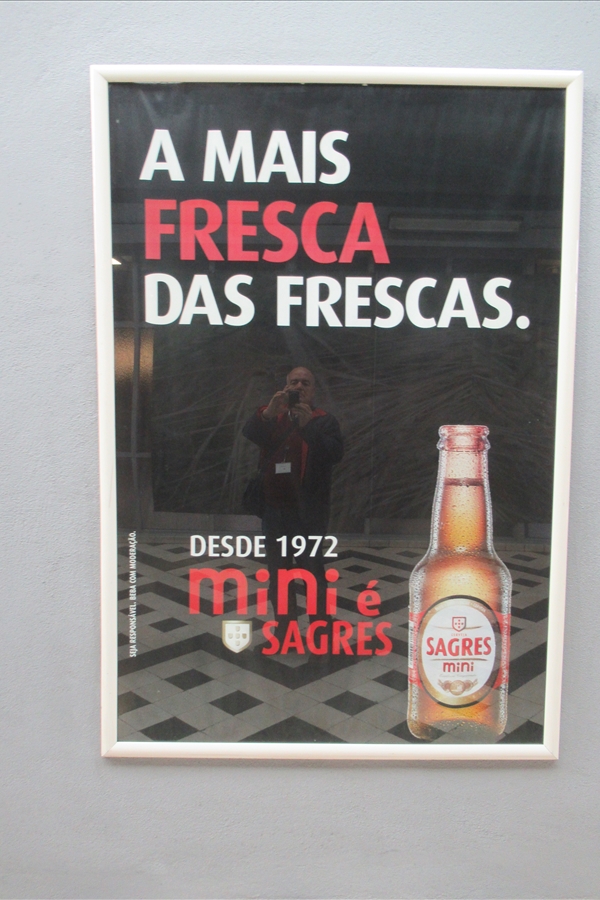 A MAIS
FRESCA
DAS FRESCAS.
DESDE 1972
mini é
SAGRES
SEJA RESPONSÁVEL. BEBA COM MODERAÇÃO.
SAGRES
mini